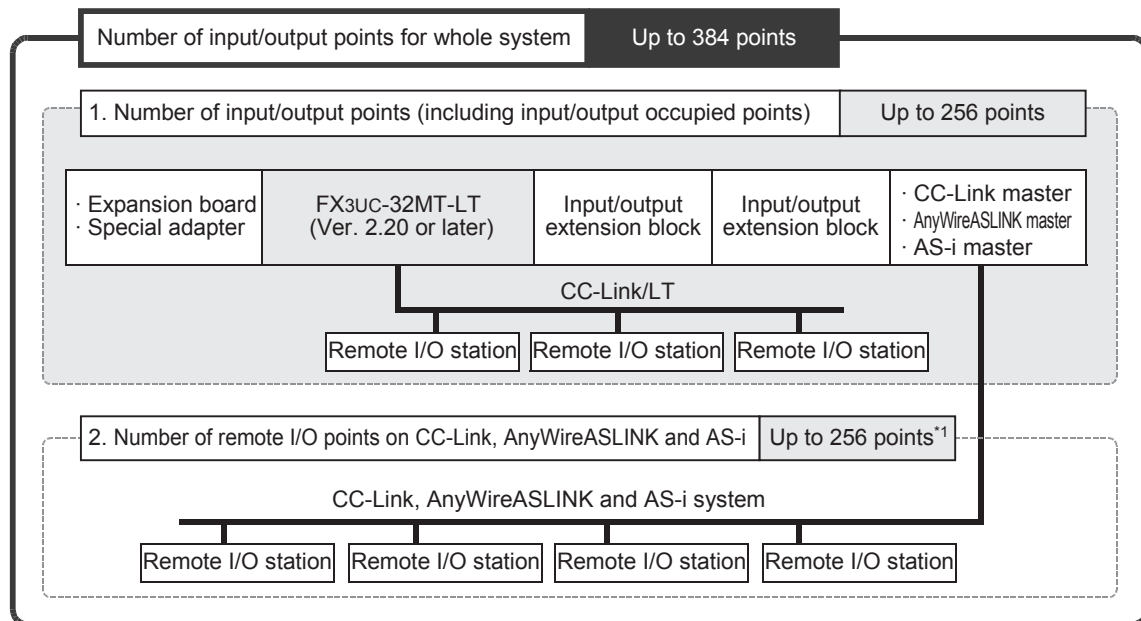 Number of input/output points for whole system
Up to 384 points
1. Number of input/output points (including input/output occupied points)
Up to 256 points
· Expansion board
· Special adapter
FX3UC-32MT-LT
(Ver. 2.20 or later)
Input/output
extension block
Input/output
extension block
· CC-Link master
· AnyWireASLINK master
· AS-i master
CC-Link/LT
Remote I/O station
Remote I/O station
Remote I/O station
2. Number of remote I/O points on CC-Link, AnyWireASLINK and AS-i
Up to 256 points*1
CC-Link, AnyWireASLINK and AS-i system
Remote I/O station
Remote I/O station
Remote I/O station
Remote I/O station